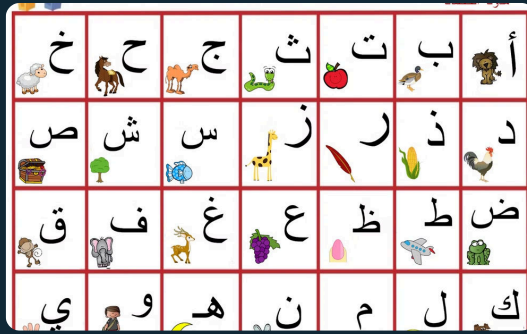 أ ب ت ث ج ح خ
د ذ ر ز س ش ص
ض ط ظ ع غ ف ق
ك ل م ن هـ و ي